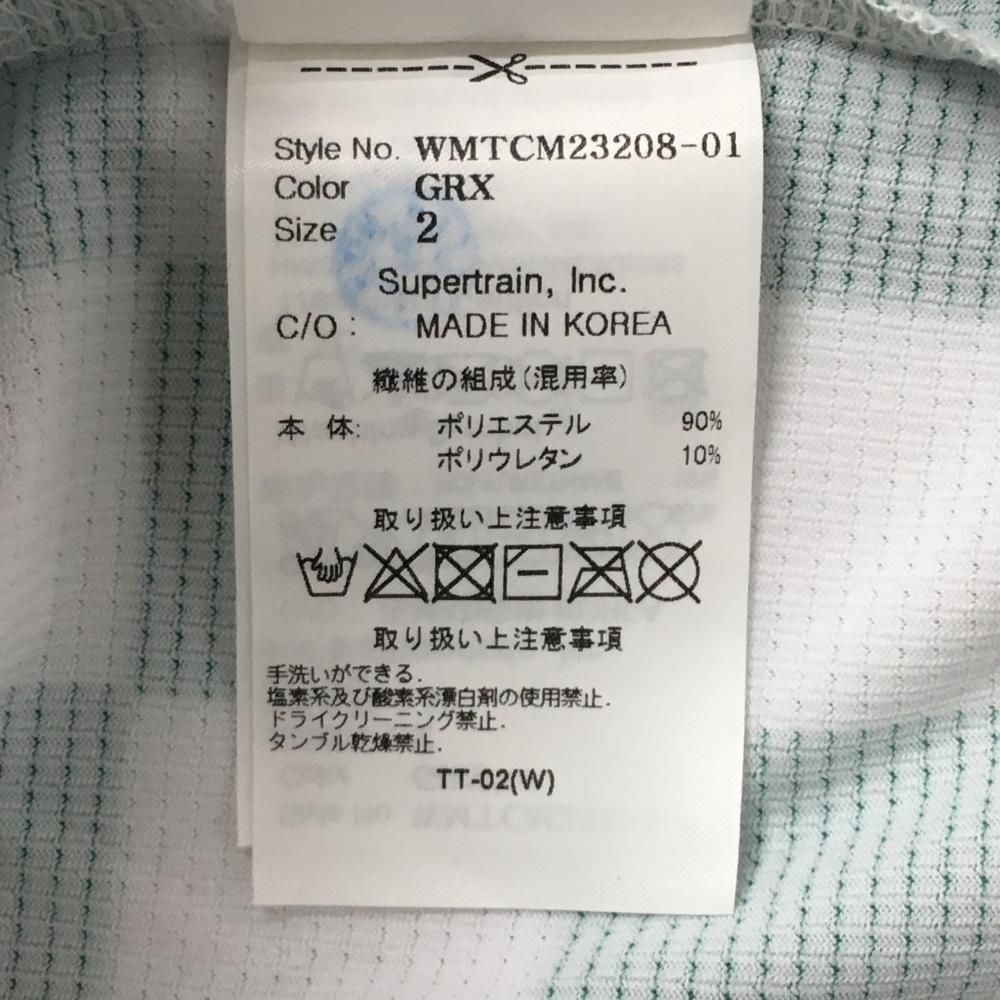 Style No. WMTCM23208-01
Color GRX
Size 2
Supertrain, Inc.
C/O : MADE IN KOREA
繊維の組成(混用率)
本 体: ポリエステル 90%
ポリウレタン 10%
取り扱い上注意事項
取り扱い上注意事項
手洗いができる.
塩素系及び酸素系漂白剤の使用禁止.
ドライクリーニング禁止.
タンブル乾燥禁止.
TT-02(W)